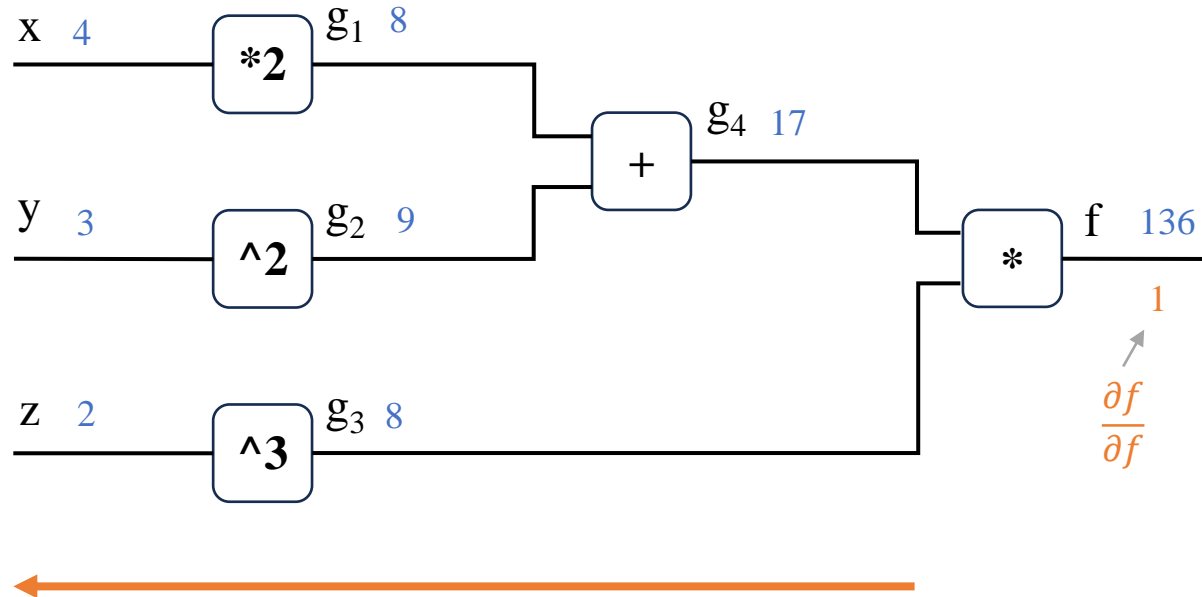 x 4
*2
g₁ 8
y 3
^2
g₂ 9
+
g₄ 17
z 2
^3
g₃ 8
*
f 136
1
∂f
∂f